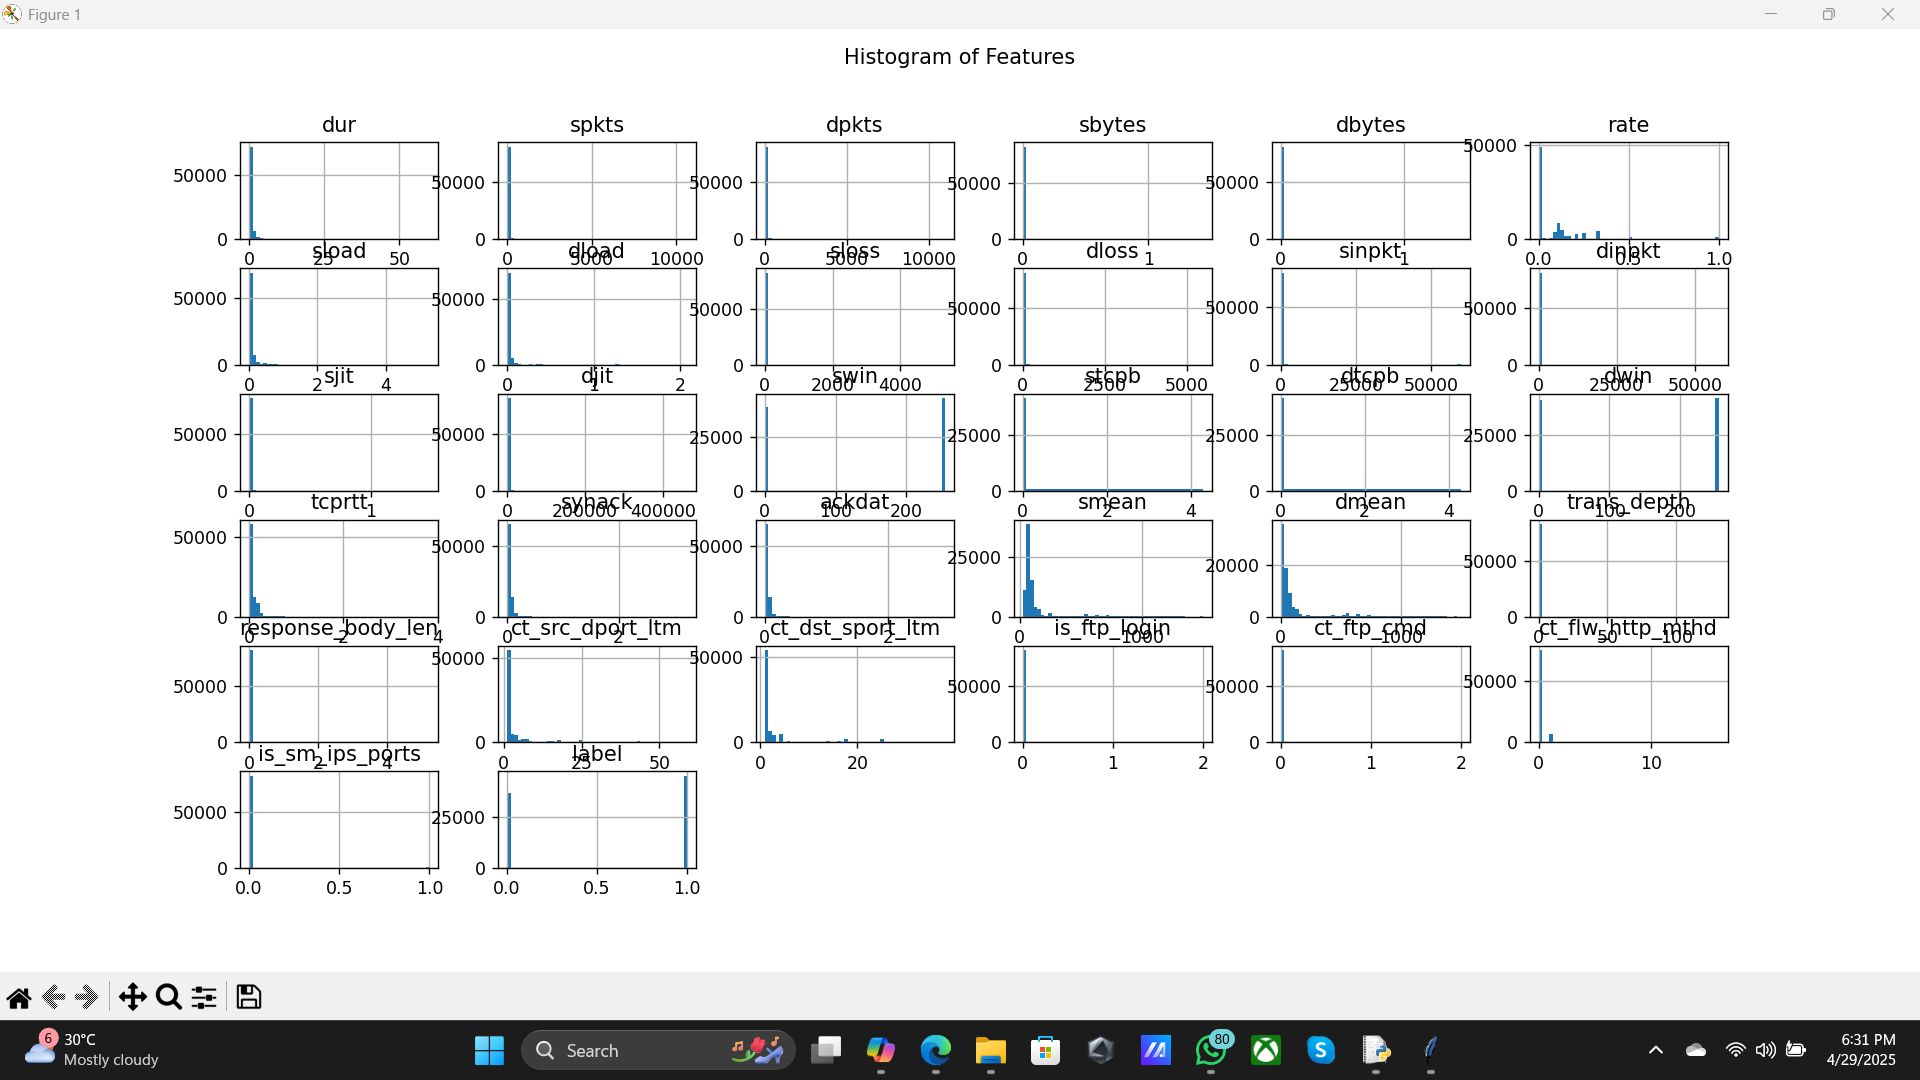 Figure 1
Histogram of Features
dur spkts dpkts sbytes dbytes rate
50000 50000 50000 50000 50000 50000
0 0 0 0 0 0
0 25 50 0 5000 10000 0 5000 10000 0 1 0 1 0.0 0.5 1.0
sload dload sloss dloss sinpkt dinpkt
50000 50000 50000 50000 50000 50000
0 0 0 0 0 0
0 2 4 0 1 2 0 2000 4000 0 2500 5000 0 25000 50000 0 25000 50000
sjit djit swin stcpb dtcpb dwin
50000 50000 25000 25000 25000 25000
0 0 0 0 0 0
0 1 0 200000 400000 0 100 200 0 2 4 0 2 4 0 100 200
tcprtt synack ackdat smean dmean trans_depth
50000 50000 50000 25000 20000 50000
0 0 0 0 0 0
0 2 4 0 2 0 2 0 1000 0 1000 0 50 100
response_body_len ct_src_dport_ltm ct_dst_sport_ltm is_ftp_login ct_ftp_cmd ct_flw_http_mthd
50000 50000 50000 50000 50000 50000
0 0 0 0 0 0
0 2 4 0 25 50 0 20 0 1 2 0 1 2 0 10
is_sm_ips_ports label
50000 25000
0 0
0.0 0.5 1.0 0.0 0.5 1.0
6
30°C
Mostly cloudy
Search
80
S
6:31 PM
4/29/2025